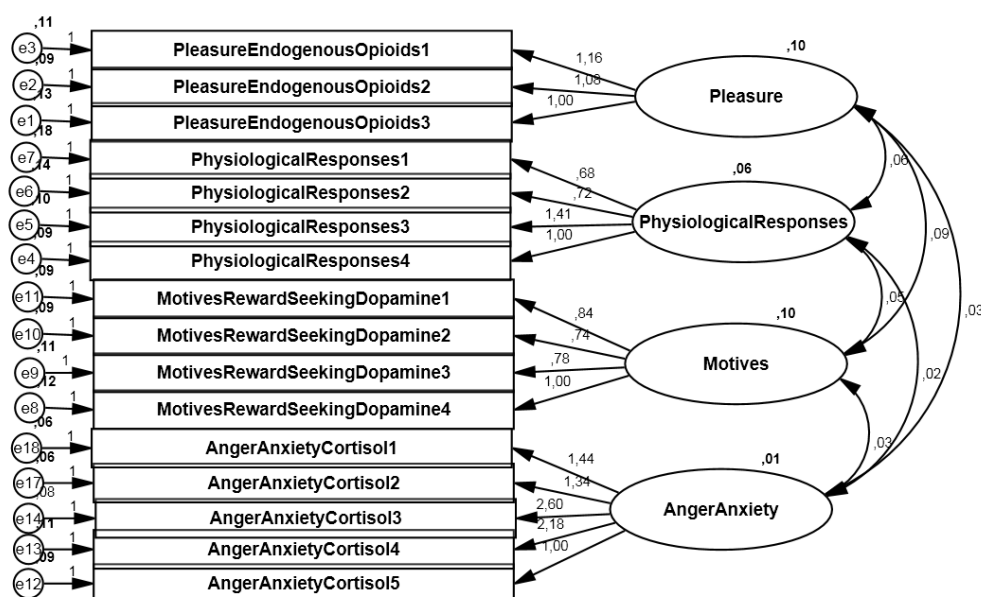 ,11
e3 1 PleasureEndogenousOpioids1 1,16 ,10
,09
e2 1 PleasureEndogenousOpioids2 1,08 Pleasure
,13
e1 1 PleasureEndogenousOpioids3 1,00
,18
e7 1 PhysiologicalResponses1 ,68 ,06 ,06
,14
e6 1 PhysiologicalResponses2 ,72
,10
e5 1 PhysiologicalResponses3 1,41 PhysiologicalResponses
,09
e4 1 PhysiologicalResponses4 1,00 ,09
,09
e11 1 MotivesRewardSeekingDopamine1 ,84 ,10 ,05 ,03
,09
e10 1 MotivesRewardSeekingDopamine2 ,74
,11
e9 1 MotivesRewardSeekingDopamine3 ,78 Motives ,02
,12
e8 1 MotivesRewardSeekingDopamine4 1,00
,06
e18 1 AngerAnxietyCortisol1 1,44 ,01 ,03
,06
e17 1 AngerAnxietyCortisol2 1,34
,08
e14 1 AngerAnxietyCortisol3 2,60 AngerAnxiety
,11
e13 1 AngerAnxietyCortisol4 2,18
,09
e12 1 AngerAnxietyCortisol5 1,00